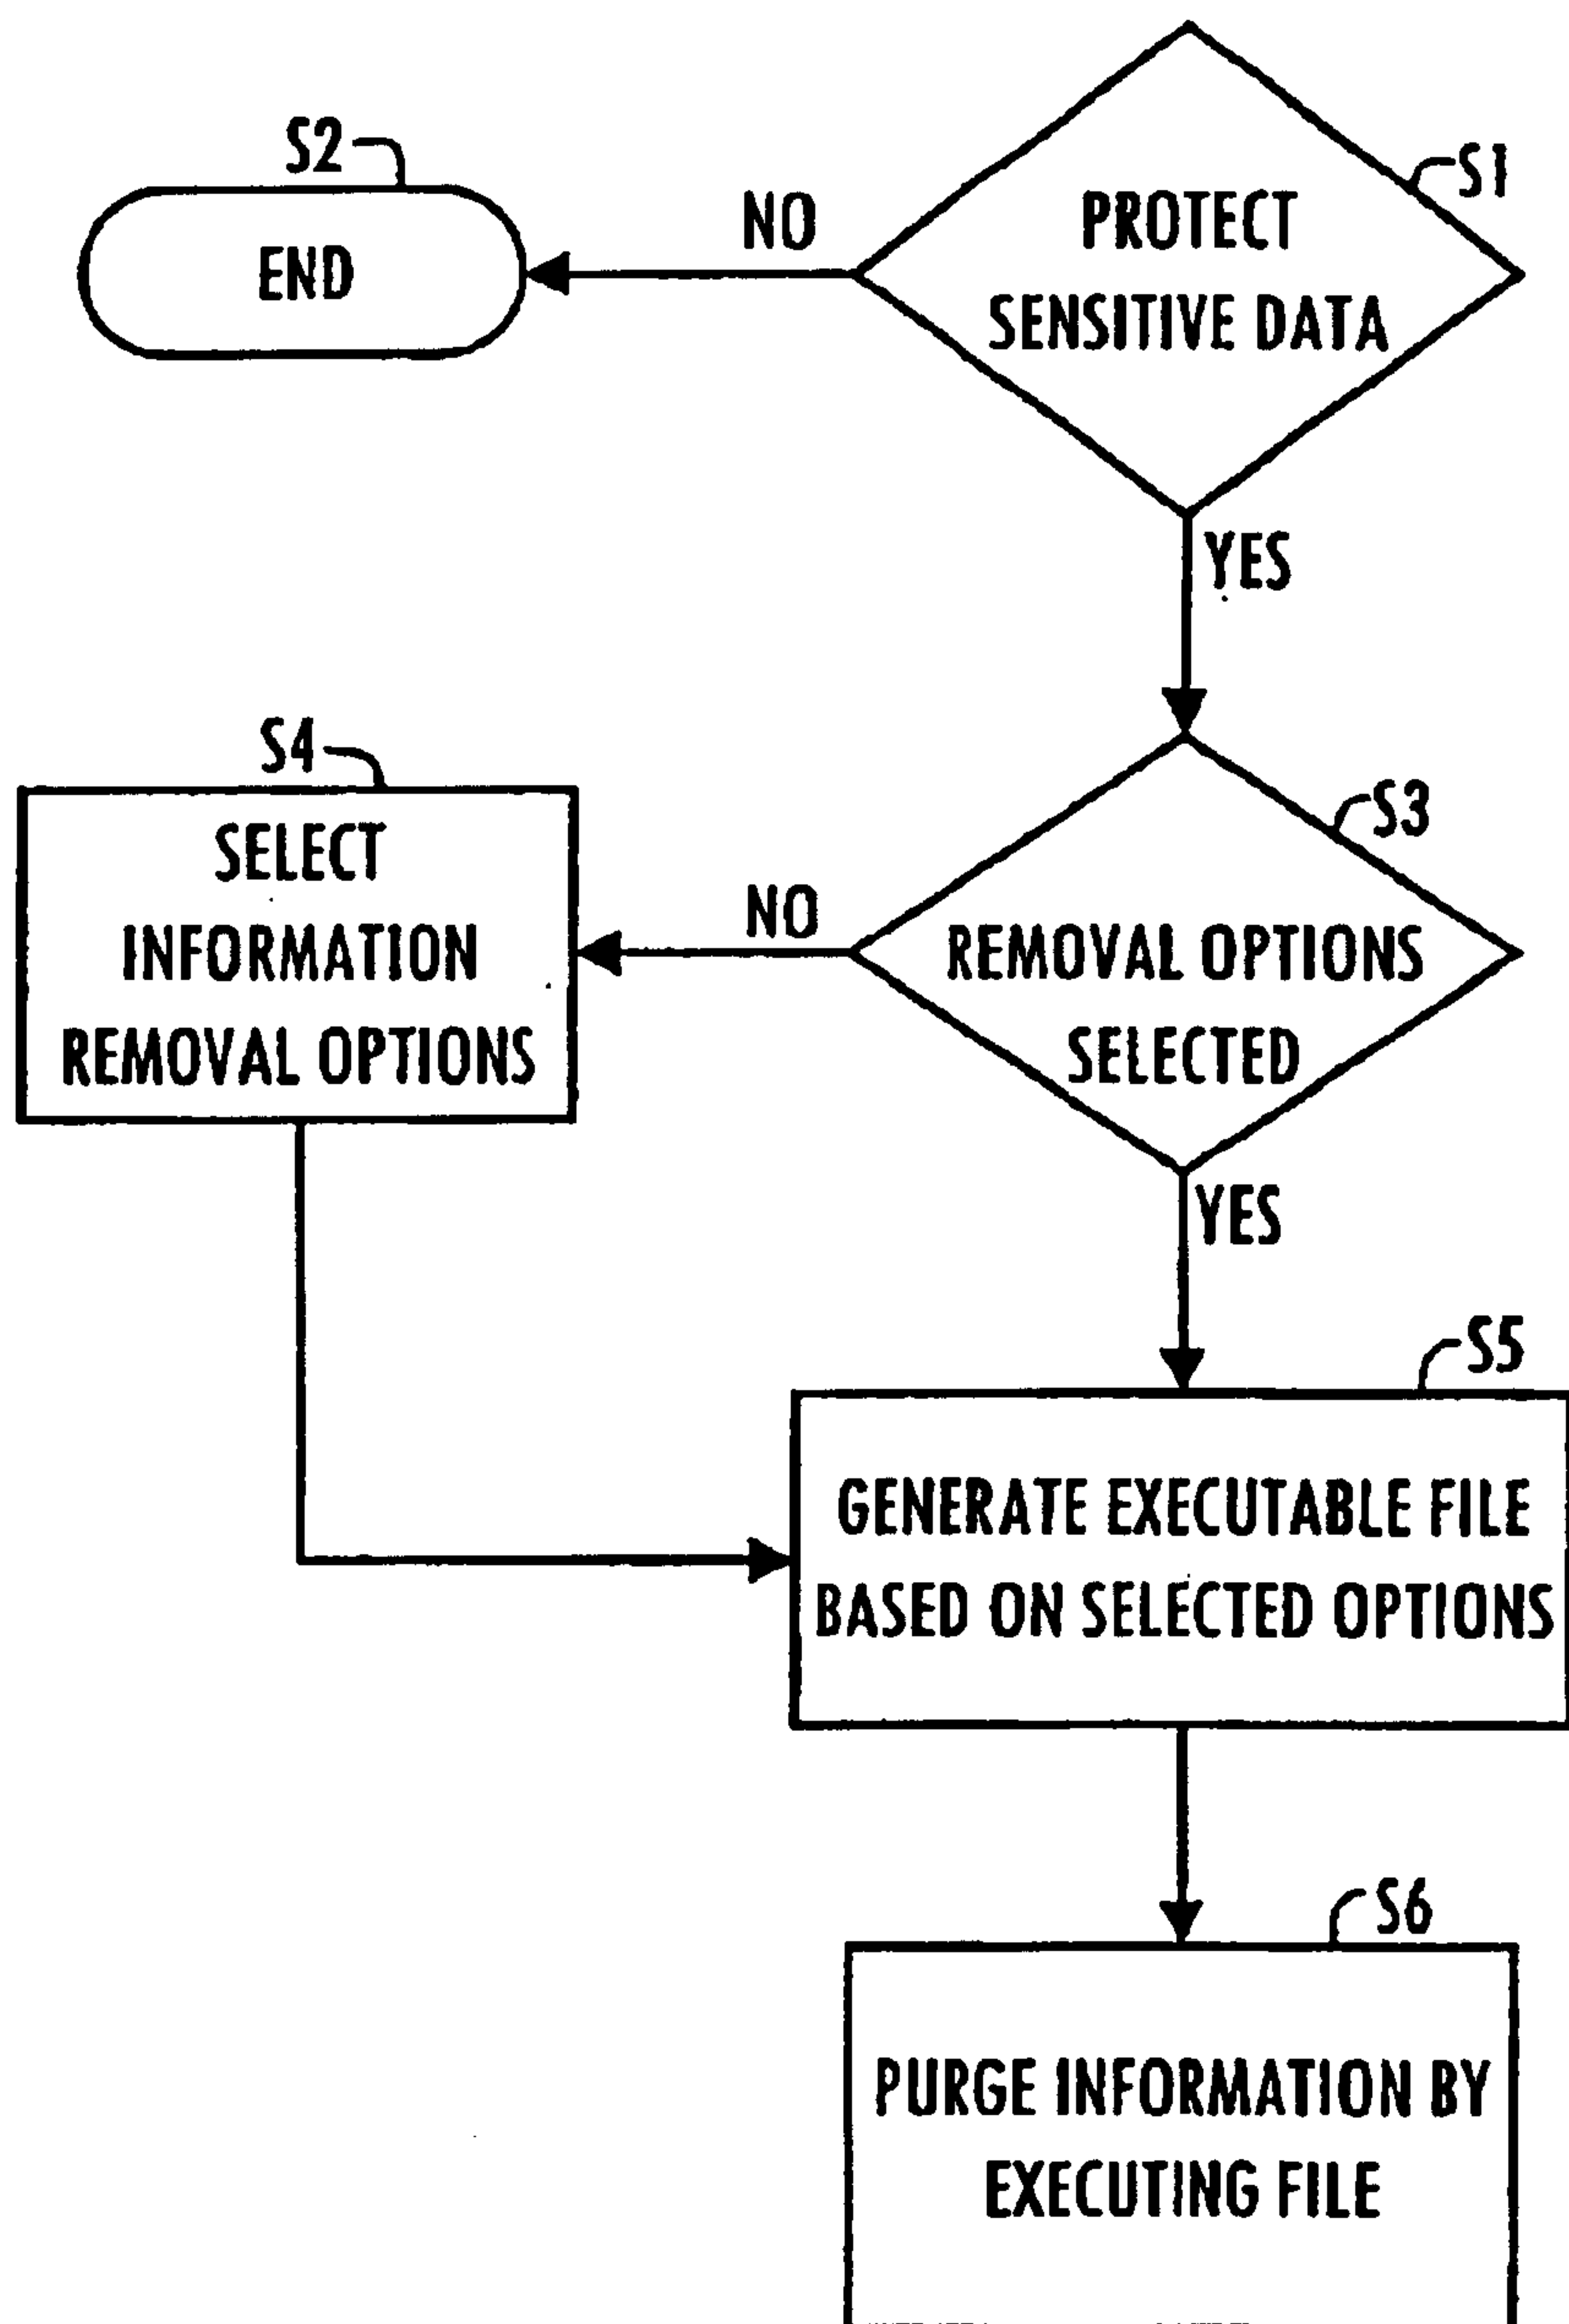 S2
END
NO
S1
PROTECT
SENSITIVE DATA
YES
S4
SELECT
INFORMATION
REMOVAL OPTIONS
NO
S3
REMOVAL OPTIONS
SELECTED
YES
S5
GENERATE EXECUTABLE FILE
BASED ON SELECTED OPTIONS
S6
PURGE INFORMATION BY
EXECUTING FILE